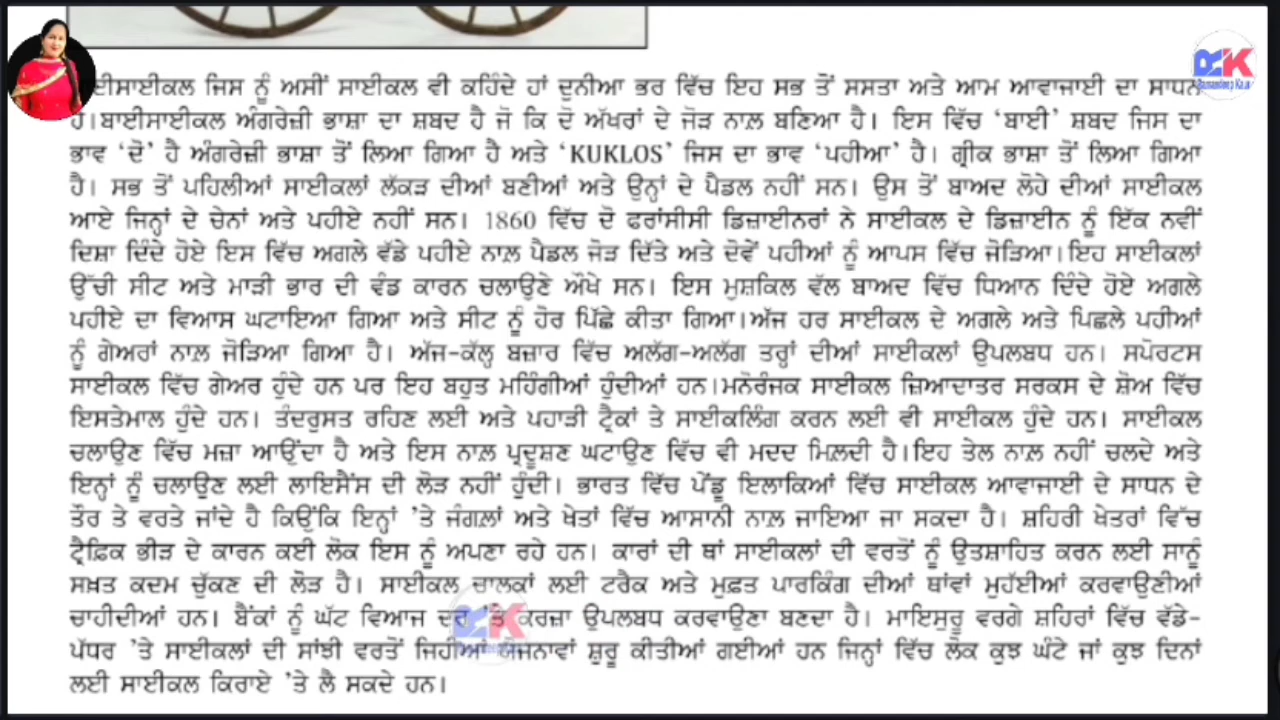 ਈਸਾਈਕਲ ਜਿਸ ਨੂੰ ਅਸੀਂ ਸਾਈਕਲ ਵੀ ਕਹਿੰਦੇ ਹਾਂ ਦੁਨੀਆ ਭਰ ਵਿੱਚ ਇਹ ਸਭ ਤੋਂ ਸਸਤਾ ਅਤੇ ਆਮ ਆਵਾਜਾਈ ਦਾ ਸਾਧਨ
ਹੈ।ਬਾਈਸਾਈਕਲ ਅੰਗਰੇਜ਼ੀ ਭਾਸ਼ਾ ਦਾ ਸ਼ਬਦ ਹੈ ਜੋ ਕਿ ਦੋ ਅੱਖਰਾਂ ਦੇ ਜੋੜ ਨਾਲ਼ ਬਣਿਆ ਹੈ। ਇਸ ਵਿੱਚ ‘ਬਾਈ’ ਸ਼ਬਦ ਜਿਸ ਦਾ
ਭਾਵ ‘ਦੋ’ ਹੈ ਅੰਗਰੇਜ਼ੀ ਭਾਸ਼ਾ ਤੋਂ ਲਿਆ ਗਿਆ ਹੈ ਅਤੇ ‘KUKLOS’ ਜਿਸ ਦਾ ਭਾਵ ‘ਪਹੀਆ’ ਹੈ। ਗ੍ਰੀਕ ਭਾਸ਼ਾ ਤੋਂ ਲਿਆ ਗਿਆ
ਹੈ। ਸਭ ਤੋਂ ਪਹਿਲੀਆਂ ਸਾਈਕਲਾਂ ਲੱਕੜ ਦੀਆਂ ਬਣੀਆਂ ਅਤੇ ਉਨ੍ਹਾਂ ਦੇ ਪੈਡਲ ਨਹੀਂ ਸਨ। ਉਸ ਤੋਂ ਬਾਅਦ ਲੋਹੇ ਦੀਆਂ ਸਾਈਕਲ
ਆਏ ਜਿਨ੍ਹਾਂ ਦੇ ਚੇਨਾਂ ਅਤੇ ਪਹੀਏ ਨਹੀਂ ਸਨ। 1860 ਵਿੱਚ ਦੋ ਫਰਾਂਸੀਸੀ ਡਿਜ਼ਾਈਨਰਾਂ ਨੇ ਸਾਈਕਲ ਦੇ ਡਿਜ਼ਾਈਨ ਨੂੰ ਇੱਕ ਨਵੀਂ
ਦਿਸ਼ਾ ਦਿੰਦੇ ਹੋਏ ਇਸ ਵਿੱਚ ਅਗਲੇ ਵੱਡੇ ਪਹੀਏ ਨਾਲ਼ ਪੈਡਲ ਜੋੜ ਦਿੱਤੇ ਅਤੇ ਦੋਵੇਂ ਪਹੀਆਂ ਨੂੰ ਆਪਸ ਵਿੱਚ ਜੋੜਿਆ।ਇਹ ਸਾਈਕਲਾਂ
ਉੱਚੀ ਸੀਟ ਅਤੇ ਮਾੜੀ ਭਾਰ ਦੀ ਵੰਡ ਕਾਰਨ ਚਲਾਉਣੇ ਔਖੇ ਸਨ। ਇਸ ਮੁਸ਼ਕਿਲ ਵੱਲ ਬਾਅਦ ਵਿੱਚ ਧਿਆਨ ਦਿੰਦੇ ਹੋਏ ਅਗਲੇ
ਪਹੀਏ ਦਾ ਵਿਆਸ ਘਟਾਇਆ ਗਿਆ ਅਤੇ ਸੀਟ ਨੂੰ ਹੋਰ ਪਿੱਛੇ ਕੀਤਾ ਗਿਆ।ਅੱਜ ਹਰ ਸਾਈਕਲ ਦੇ ਅਗਲੇ ਅਤੇ ਪਿਛਲੇ ਪਹੀਆਂ
ਨੂੰ ਗੇਅਰਾਂ ਨਾਲ਼ ਜੋੜਿਆ ਗਿਆ ਹੈ। ਅੱਜ-ਕੱਲ੍ਹ ਬਜ਼ਾਰ ਵਿੱਚ ਅਲੱਗ-ਅਲੱਗ ਤਰ੍ਹਾਂ ਦੀਆਂ ਸਾਈਕਲਾਂ ਉਪਲਬਧ ਹਨ। ਸਪੋਰਟਸ
ਸਾਈਕਲ ਵਿੱਚ ਗੇਅਰ ਹੁੰਦੇ ਹਨ ਪਰ ਇਹ ਬਹੁਤ ਮਹਿੰਗੀਆਂ ਹੁੰਦੀਆਂ ਹਨ।ਮਨੋਰੰਜਕ ਸਾਈਕਲ ਜ਼ਿਆਦਾਤਰ ਸਰਕਸ ਦੇ ਸ਼ੋਅ ਵਿੱਚ
ਇਸਤੇਮਾਲ ਹੁੰਦੇ ਹਨ। ਤੰਦਰੁਸਤ ਰਹਿਣ ਲਈ ਅਤੇ ਪਹਾੜੀ ਟ੍ਰੈਕਾਂ ਤੇ ਸਾਈਕਲਿੰਗ ਕਰਨ ਲਈ ਵੀ ਸਾਈਕਲ ਹੁੰਦੇ ਹਨ। ਸਾਈਕਲ
ਚਲਾਉਣ ਵਿੱਚ ਮਜ਼ਾ ਆਉਂਦਾ ਹੈ ਅਤੇ ਇਸ ਨਾਲ਼ ਪ੍ਰਦੂਸ਼ਣ ਘਟਾਉਣ ਵਿੱਚ ਵੀ ਮਦਦ ਮਿਲਦੀ ਹੈ।ਇਹ ਤੇਲ ਨਾਲ਼ ਨਹੀਂ ਚਲਦੇ ਅਤੇ
ਇਨ੍ਹਾਂ ਨੂੰ ਚਲਾਉਣ ਲਈ ਲਾਇਸੈਂਸ ਦੀ ਲੋੜ ਨਹੀਂ ਹੁੰਦੀ। ਭਾਰਤ ਵਿੱਚ ਪੇਂਡੂ ਇਲਾਕਿਆਂ ਵਿੱਚ ਸਾਈਕਲ ਆਵਾਜਾਈ ਦੇ ਸਾਧਨ ਦੇ
ਤੌਰ ਤੇ ਵਰਤੇ ਜਾਂਦੇ ਹੈ ਕਿਉਂਕਿ ਇਨ੍ਹਾਂ ’ਤੇ ਜੰਗਲਾਂ ਅਤੇ ਖੇਤਾਂ ਵਿੱਚ ਆਸਾਨੀ ਨਾਲ਼ ਜਾਇਆ ਜਾ ਸਕਦਾ ਹੈ। ਸ਼ਹਿਰੀ ਖੇਤਰਾਂ ਵਿੱਚ
ਟ੍ਰੈਫ਼ਿਕ ਭੀੜ ਦੇ ਕਾਰਨ ਕਈ ਲੋਕ ਇਸ ਨੂੰ ਅਪਣਾ ਰਹੇ ਹਨ। ਕਾਰਾਂ ਦੀ ਥਾਂ ਸਾਈਕਲਾਂ ਦੀ ਵਰਤੋਂ ਨੂੰ ਉਤਸ਼ਾਹਿਤ ਕਰਨ ਲਈ ਸਾਨੂੰ
ਸਖ਼ਤ ਕਦਮ ਚੁੱਕਣ ਦੀ ਲੋੜ ਹੈ। ਸਾਈਕਲ ਚਾਲਕਾਂ ਲਈ ਟਰੈਕ ਅਤੇ ਮੁਫ਼ਤ ਪਾਰਕਿੰਗ ਦੀਆਂ ਥਾਂਵਾਂ ਮੁਹੱਈਆਂ ਕਰਵਾਉਣੀਆਂ
ਚਾਹੀਦੀਆਂ ਹਨ। ਬੈਂਕਾਂ ਨੂੰ ਘੱਟ ਵਿਆਜ ਦਰ ’ਤੇ ਕਰਜ਼ਾ ਉਪਲਬਧ ਕਰਵਾਉਣਾ ਬਣਦਾ ਹੈ। ਮਾਇਸੁਰੂ ਵਰਗੇ ਸ਼ਹਿਰਾਂ ਵਿੱਚ ਵੱਡੇ-
ਪੱਧਰ ’ਤੇ ਸਾਈਕਲਾਂ ਦੀ ਸਾਂਝੀ ਵਰਤੋਂ ਜਿਹੀਆਂ ਯੋਜਨਾਵਾਂ ਸ਼ੁਰੂ ਕੀਤੀਆਂ ਗਈਆਂ ਹਨ ਜਿਨ੍ਹਾਂ ਵਿੱਚ ਲੋਕ ਕੁਝ ਘੰਟੇ ਜਾਂ ਕੁਝ ਦਿਨਾਂ
ਲਈ ਸਾਈਕਲ ਕਿਰਾਏ ’ਤੇ ਲੈ ਸਕਦੇ ਹਨ।